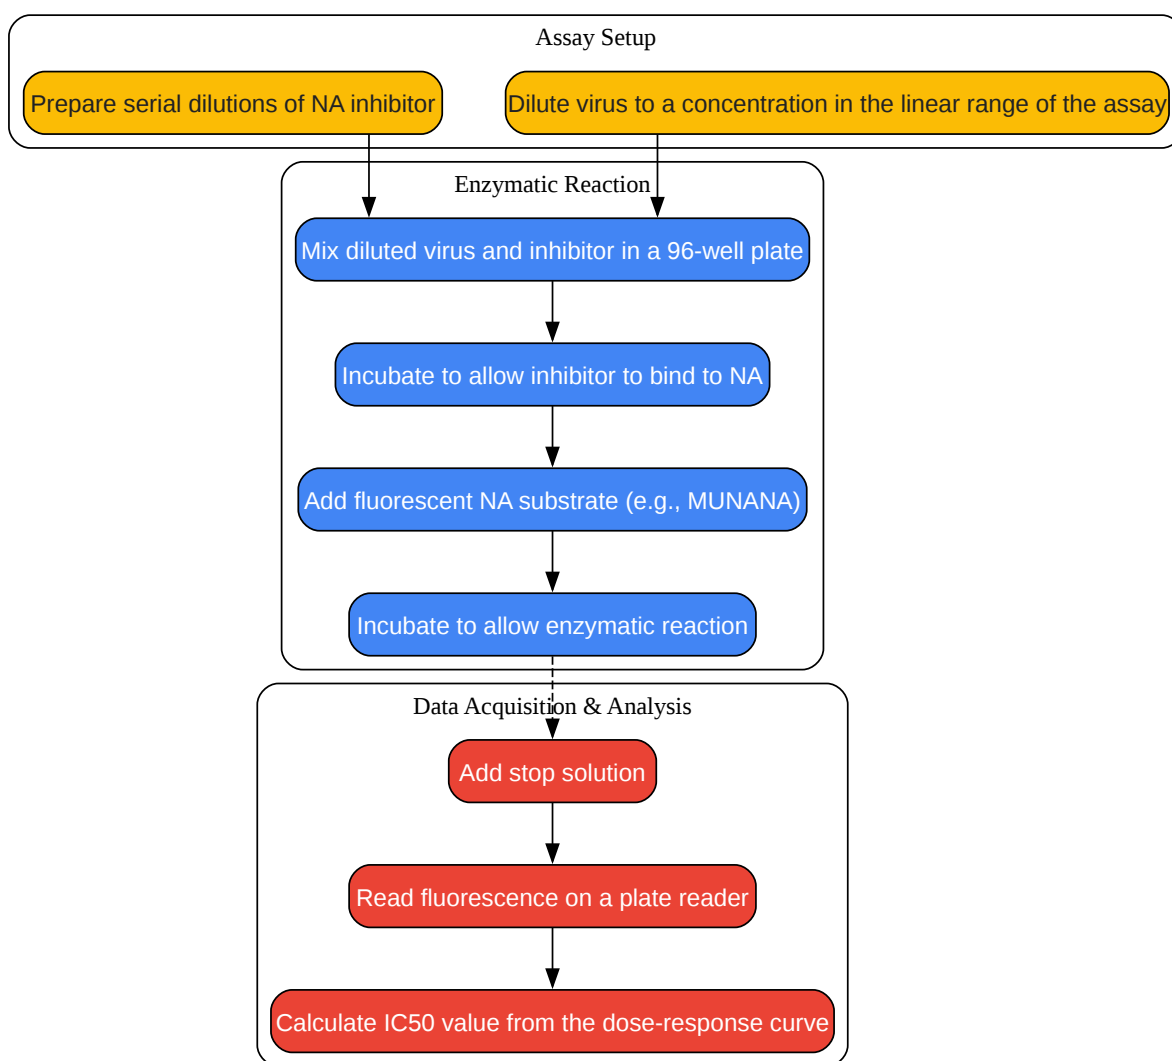 Assay Setup
Prepare serial dilutions of NA inhibitor
Dilute virus to a concentration in the linear range of the assay
Enzymatic Reaction
Mix diluted virus and inhibitor in a 96-well plate
Incubate to allow inhibitor to bind to NA
Add fluorescent NA substrate (e.g., MUNANA)
Incubate to allow enzymatic reaction
Data Acquisition & Analysis
Add stop solution
Read fluorescence on a plate reader
Calculate IC50 value from the dose-response curve